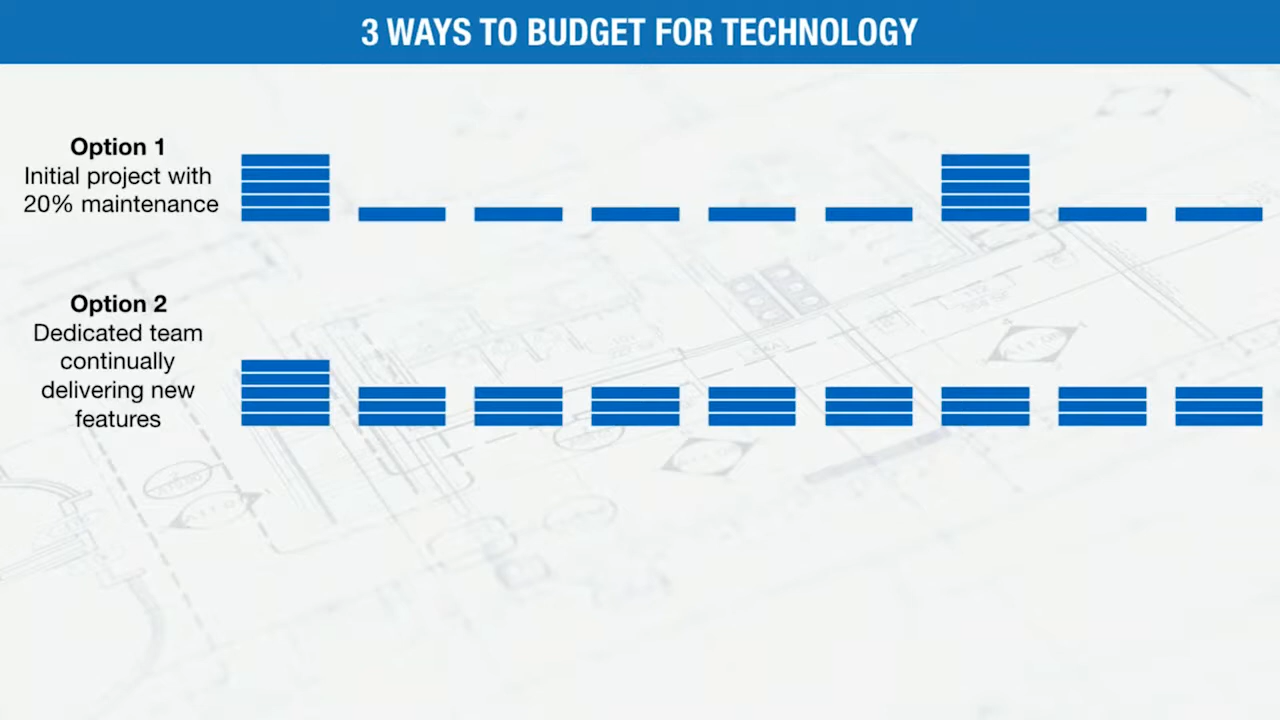 3 WAYS TO BUDGET FOR TECHNOLOGY
Option 1
Initial project with
20% maintenance
Option 2
Dedicated team
continually
delivering new
features